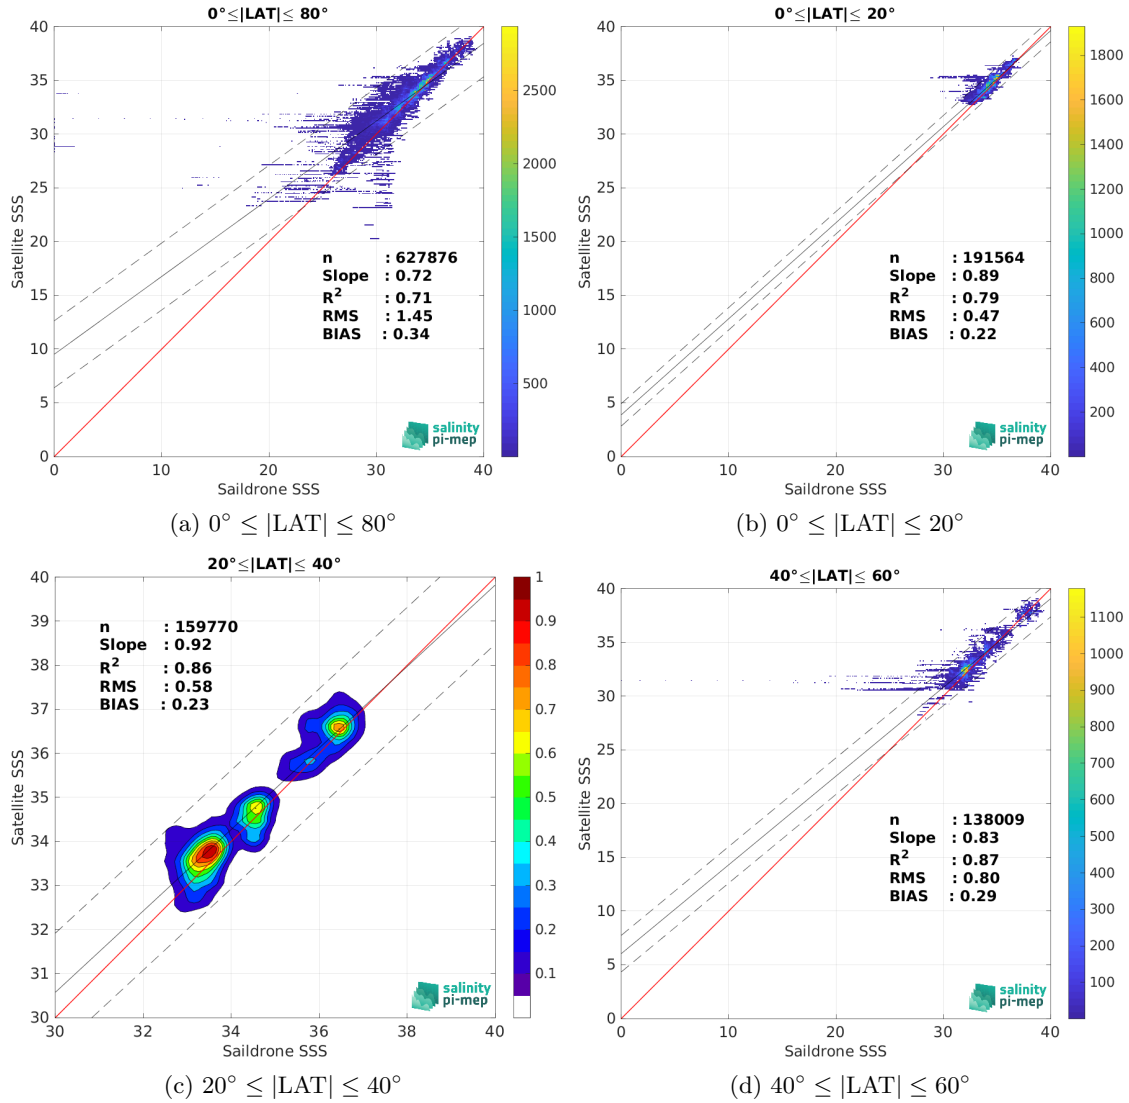 0°≤|LAT|≤ 80°
Satellite SSS
40
35
30
25
20
15
10
5
0
0
10
20
30
40
Saildrone SSS
n : 627876
Slope : 0.72
R² : 0.71
RMS : 1.45
BIAS : 0.34
salinity
pi-mep
2500
2000
1500
1000
500
(a) 0° ≤ |LAT| ≤ 80°
0°≤|LAT|≤ 20°
Satellite SSS
40
35
30
25
20
15
10
5
0
0
10
20
30
40
Saildrone SSS
n : 191564
Slope : 0.89
R² : 0.79
RMS : 0.47
BIAS : 0.22
salinity
pi-mep
1800
1600
1400
1200
1000
800
600
400
200
(b) 0° ≤ |LAT| ≤ 20°
20°≤|LAT|≤ 40°
Satellite SSS
40
39
38
37
36
35
34
33
32
31
30
30
32
34
36
38
40
Saildrone SSS
n : 159770
Slope : 0.92
R² : 0.86
RMS : 0.58
BIAS : 0.23
salinity
pi-mep
1
0.9
0.8
0.7
0.6
0.5
0.4
0.3
0.2
0.1
(c) 20° ≤ |LAT| ≤ 40°
40°≤|LAT|≤ 60°
Satellite SSS
40
35
30
25
20
15
10
5
0
0
10
20
30
40
Saildrone SSS
n : 138009
Slope : 0.83
R² : 0.87
RMS : 0.80
BIAS : 0.29
salinity
pi-mep
1100
1000
900
800
700
600
500
400
300
200
100
(d) 40° ≤ |LAT| ≤ 60°